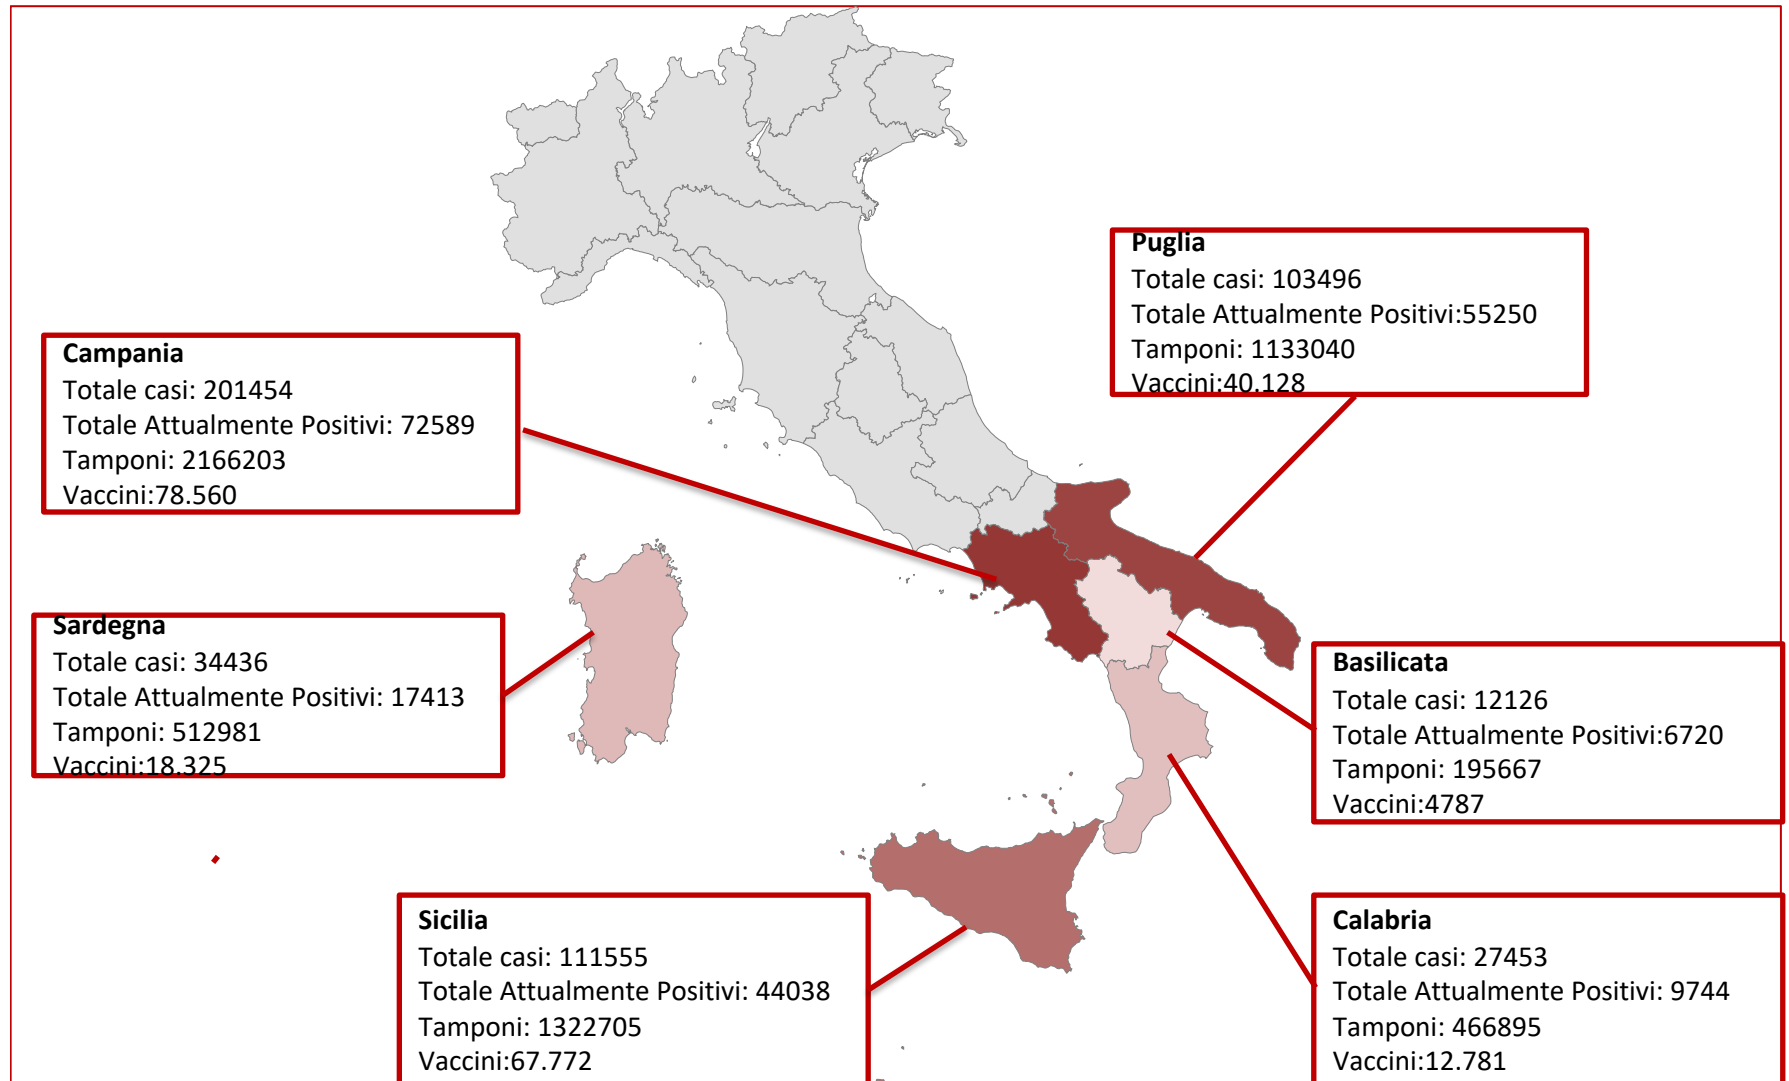 Puglia
Totale casi: 103496
Totale Attualmente Positivi:55250
Tamponi: 1133040
Vaccini:40.128
Campania
Totale casi: 201454
Totale Attualmente Positivi: 72589
Tamponi: 2166203
Vaccini:78.560
Sardegna
Totale casi: 34436
Totale Attualmente Positivi: 17413
Tamponi: 512981
Vaccini:18.325
Basilicata
Totale casi: 12126
Totale Attualmente Positivi:6720
Tamponi: 195667
Vaccini:4787
Sicilia
Totale casi: 111555
Totale Attualmente Positivi: 44038
Tamponi: 1322705
Vaccini:67.772
Calabria
Totale casi: 27453
Totale Attualmente Positivi: 9744
Tamponi: 466895
Vaccini:12.781